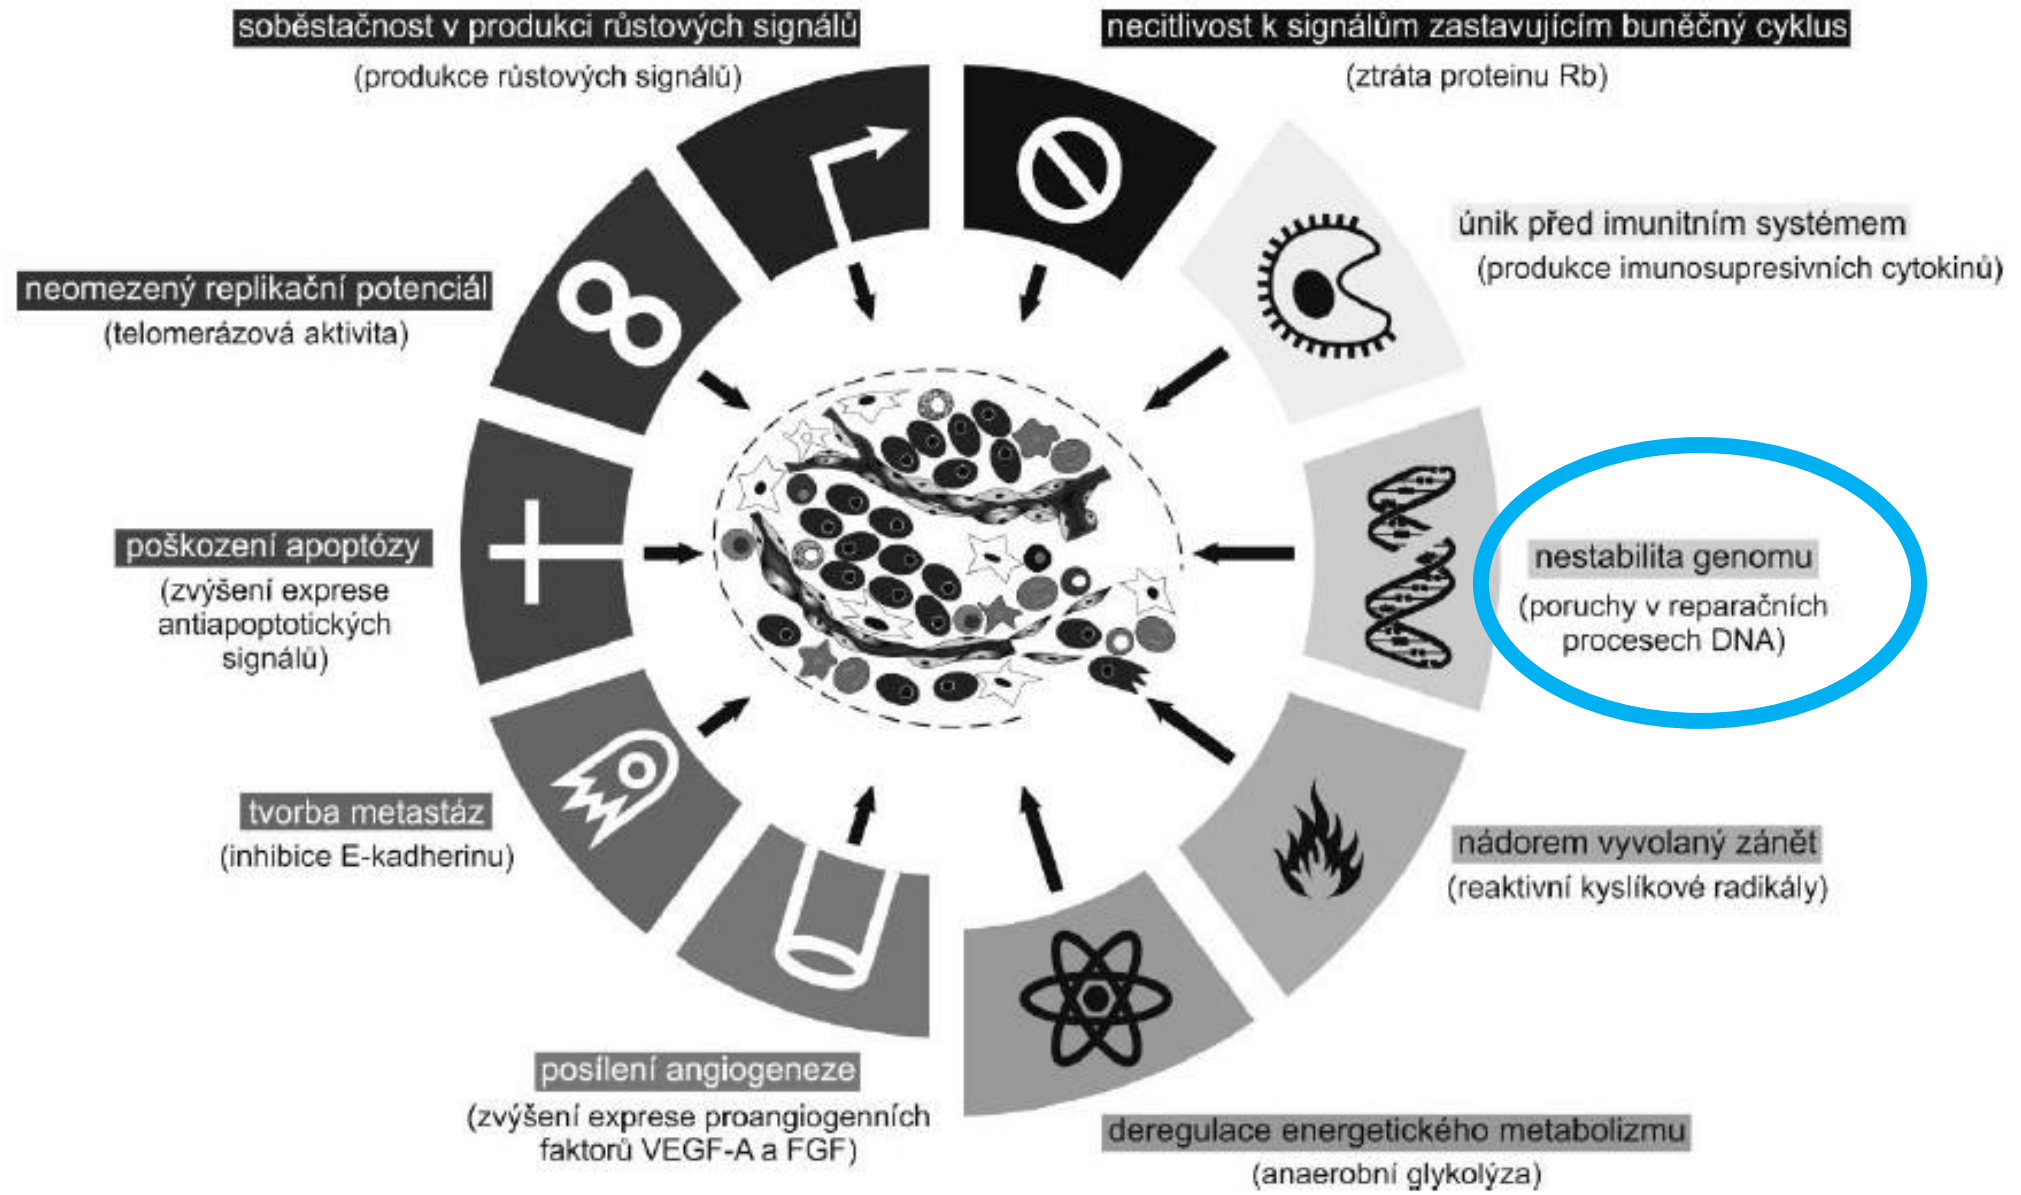 soběstačnost v produkci růstových signálů
(produkce růstových signálů)
necitlivost k signálům zastavujícím buněčný cyklus
(ztráta proteinu Rb)
únik před imunitním systémem
(produkce imunosupresivních cytokinů)
neomezený replikační potenciál
(telomerázová aktivita)
poškození apoptózy
(zvýšení exprese
antiapoptotických
signálů)
nestabilita genomu
(poruchy v reparačních
procesech DNA)
tvorba metastáz
(inhibice E-kadherinu)
nádorem vyvolaný zánět
(reaktivní kyslíkové radikály)
posílení angiogeneze
(zvýšení exprese proangiogenních
faktorů VEGF-A a FGF)
deregulace energetického metabolizmu
(anaerobní glykolýza)